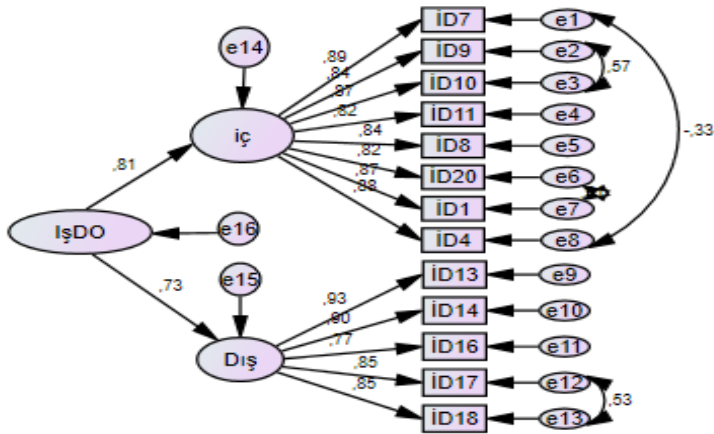 e14
iç
,81
IşDO
e16
,73
e15
Dış
,89
,84
,87
,82
,84
,82
,87
,88
,93
,90
,77
,85
,85
İD7
e1
İD9
e2
İD10
e3
İD11
e4
İD8
e5
İD20
e6
İD1
e7
İD4
e8
İD13
e9
İD14
e10
İD16
e11
İD17
e12
İD18
e13
,57
-,33
,53